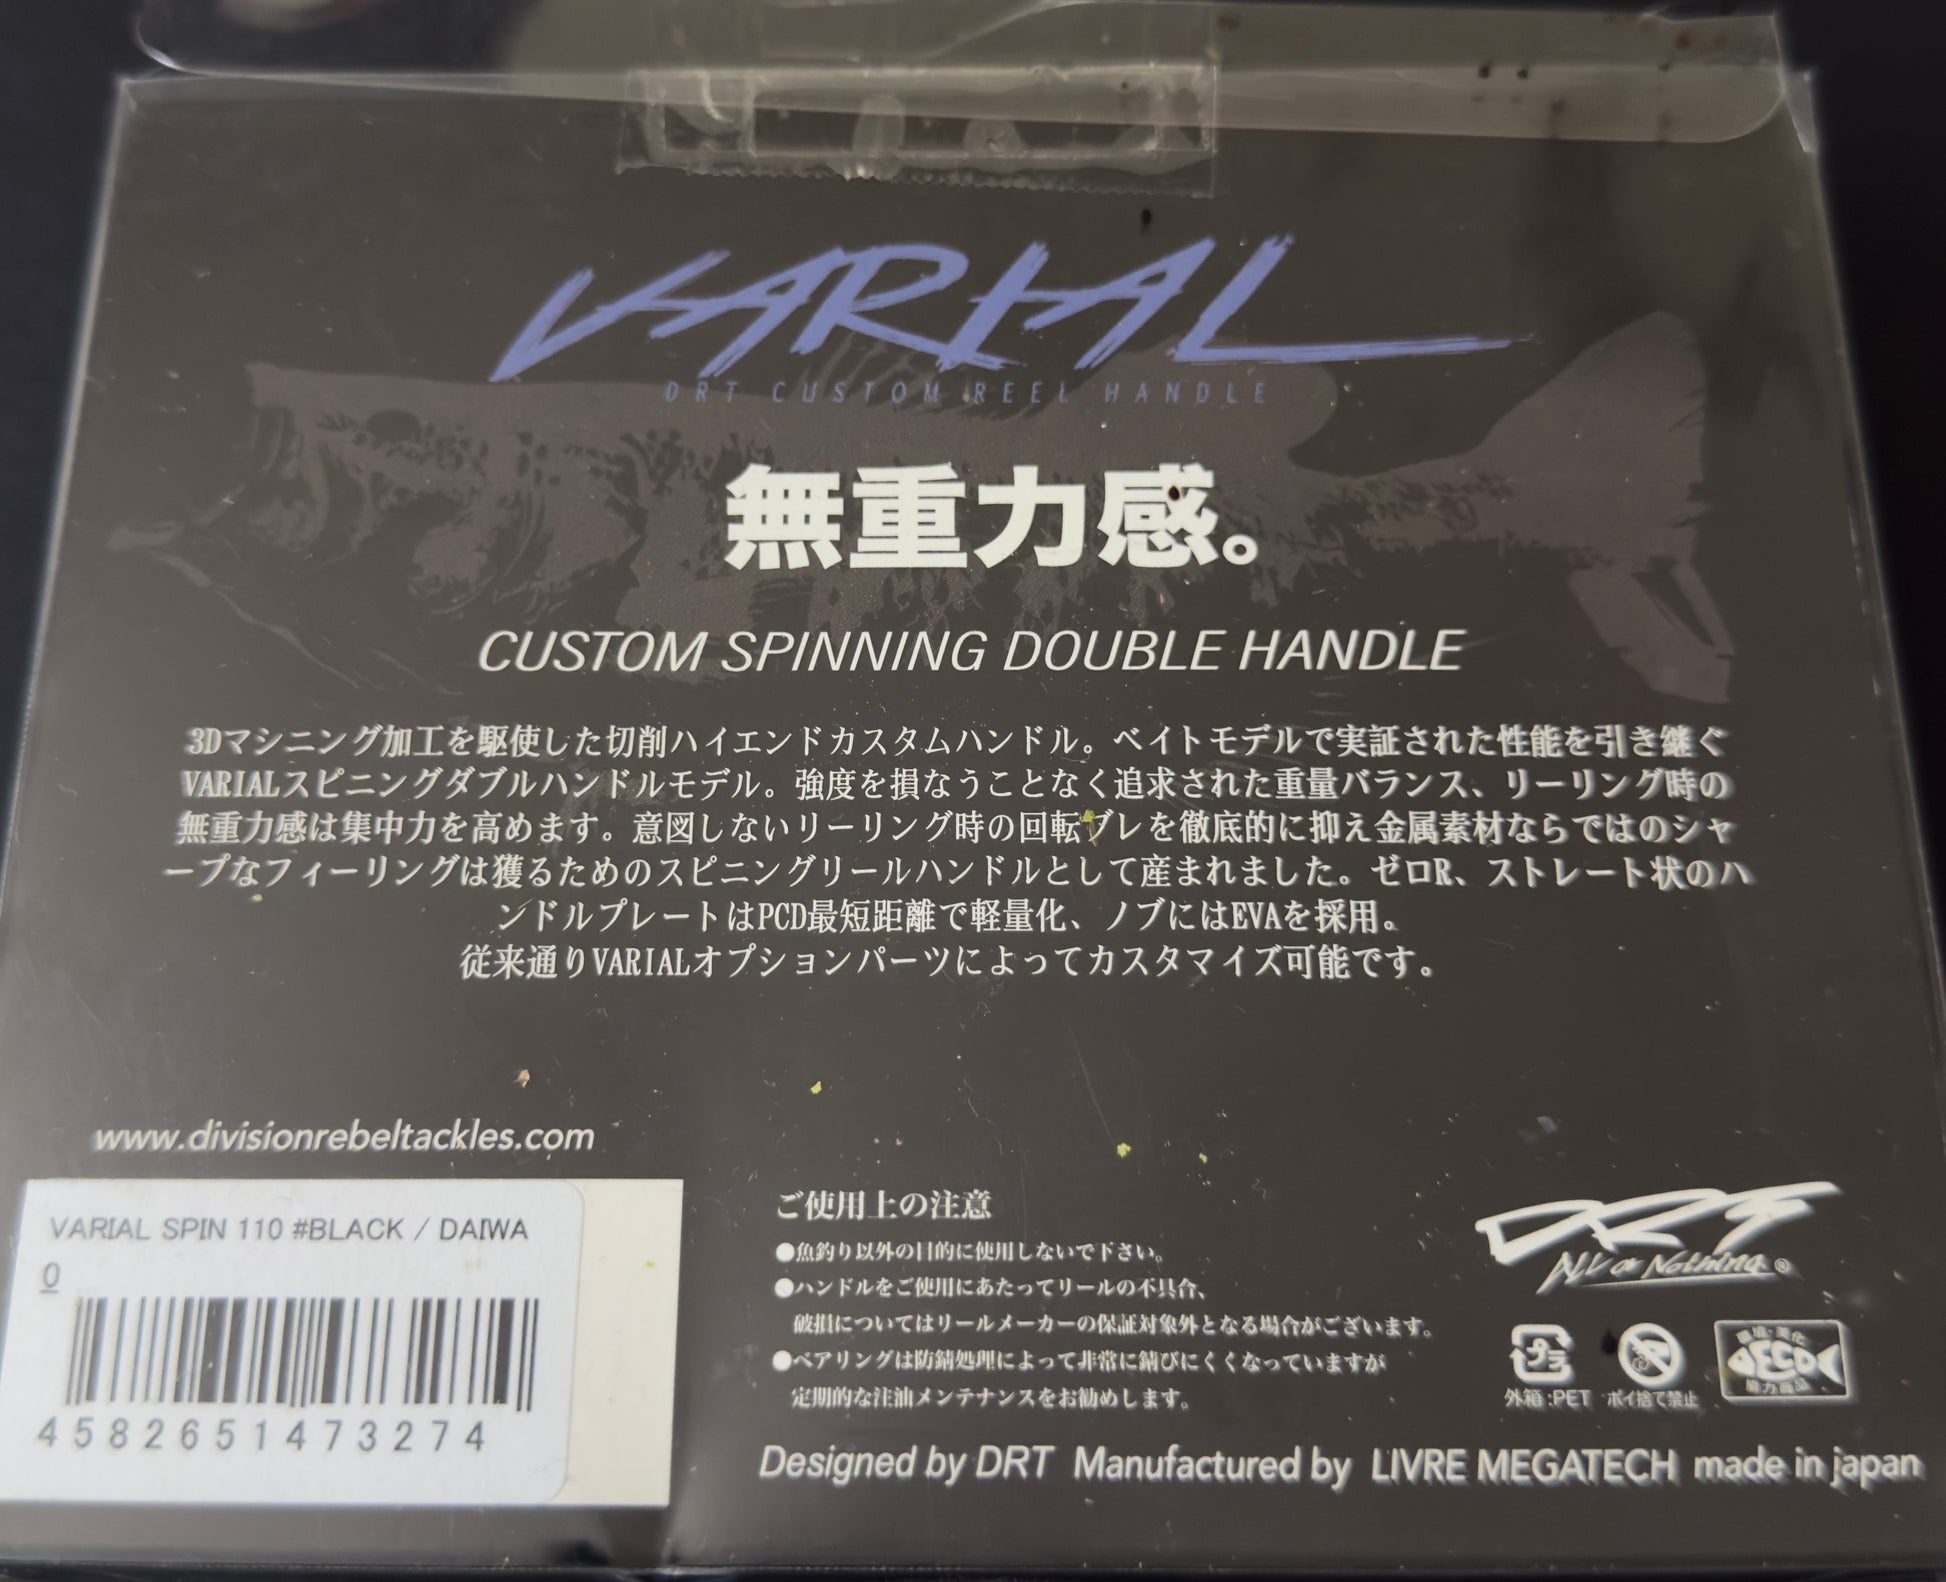 VARIAL
DRT CUSTOM REEL HANDLE
無重力感。
CUSTOM SPINNING DOUBLE HANDLE
3Dマシニング加工を駆使した切削ハイエンドカスタムハンドル。ベイトモデルで実証された性能を引き継ぐ
VARIALスピニングダブルハンドルモデル。強度を損なうことなく追求された重量バランス、リーリング時の
無重力感は集中力を高めます。意図しないリーリング時の回転ブレを徹底的に抑え金属素材ならではのシャ
ープなフィーリングは獲るためのスピニングリールハンドルとして産まれました。ゼロR、ストレート状のハ
ンドルプレートはPCD最短距離で軽量化、ノブにはEVAを採用。
従来通りVARIALオプションパーツによってカスタマイズ可能です。
www.divisionrebeltackles.com
VARIAL SPIN 110 #BLACK / DAIWA
0
4582651473274
ご使用上の注意
●魚釣り以外の目的に使用しないで下さい。
●ハンドルをご使用にあたってリールの不具合、
破損についてはリールメーカーの保証対象外となる場合がございます。
●ベアリングは防錆処理によって非常に錆びにくくなっていますが
定期的な注油メンテナンスをお勧めします。
DRT
ALL or Nothing®
プラ
外箱:PET
ポイ捨て禁止
環境・美化
ECO
協力商品
Designed by DRT Manufactured by LIVRE MEGATECH made in japan